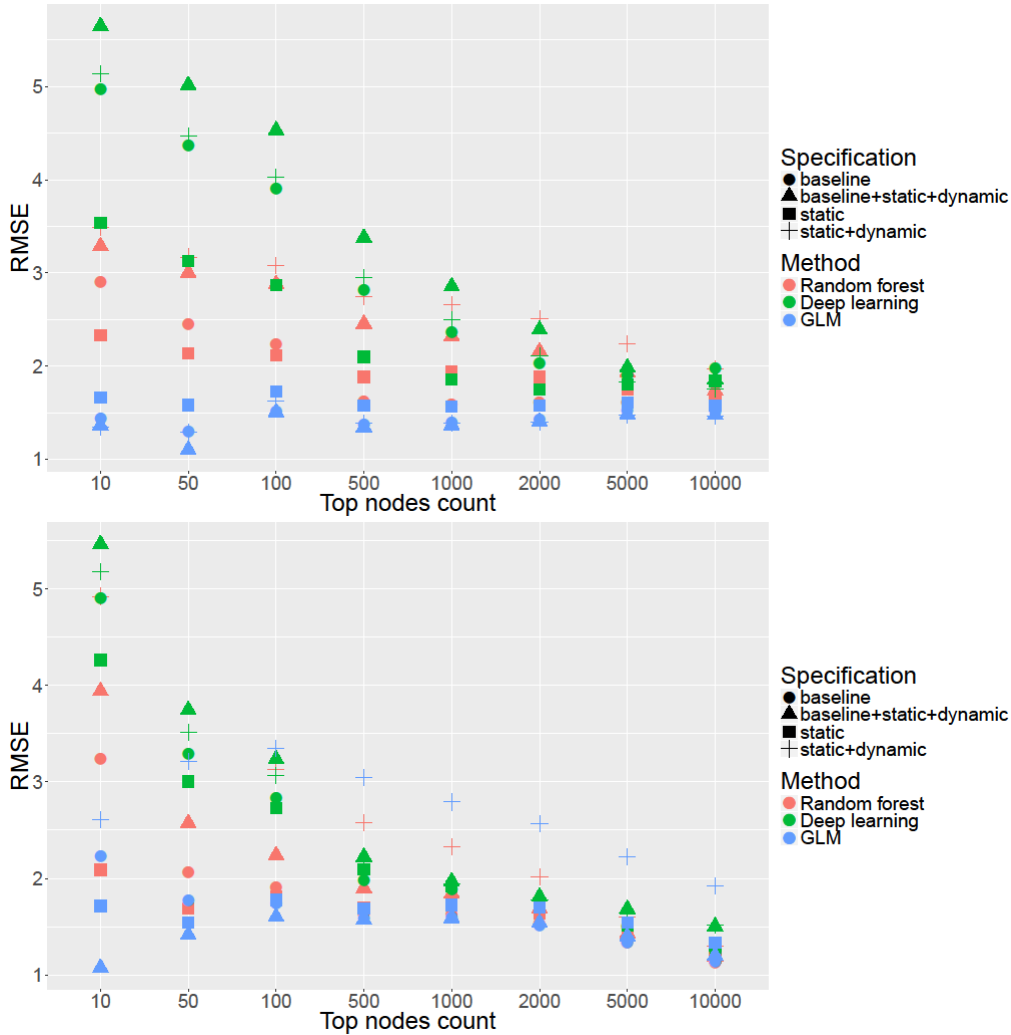 5
4
3
2
1
RMSE
10 50 100 500 1000 2000 5000 10000
Top nodes count
Specification
baseline
baseline+static+dynamic
static
static+dynamic
Method
Random forest
Deep learning
GLM
5
4
3
2
1
RMSE
10 50 100 500 1000 2000 5000 10000
Top nodes count
Specification
baseline
baseline+static+dynamic
static
static+dynamic
Method
Random forest
Deep learning
GLM